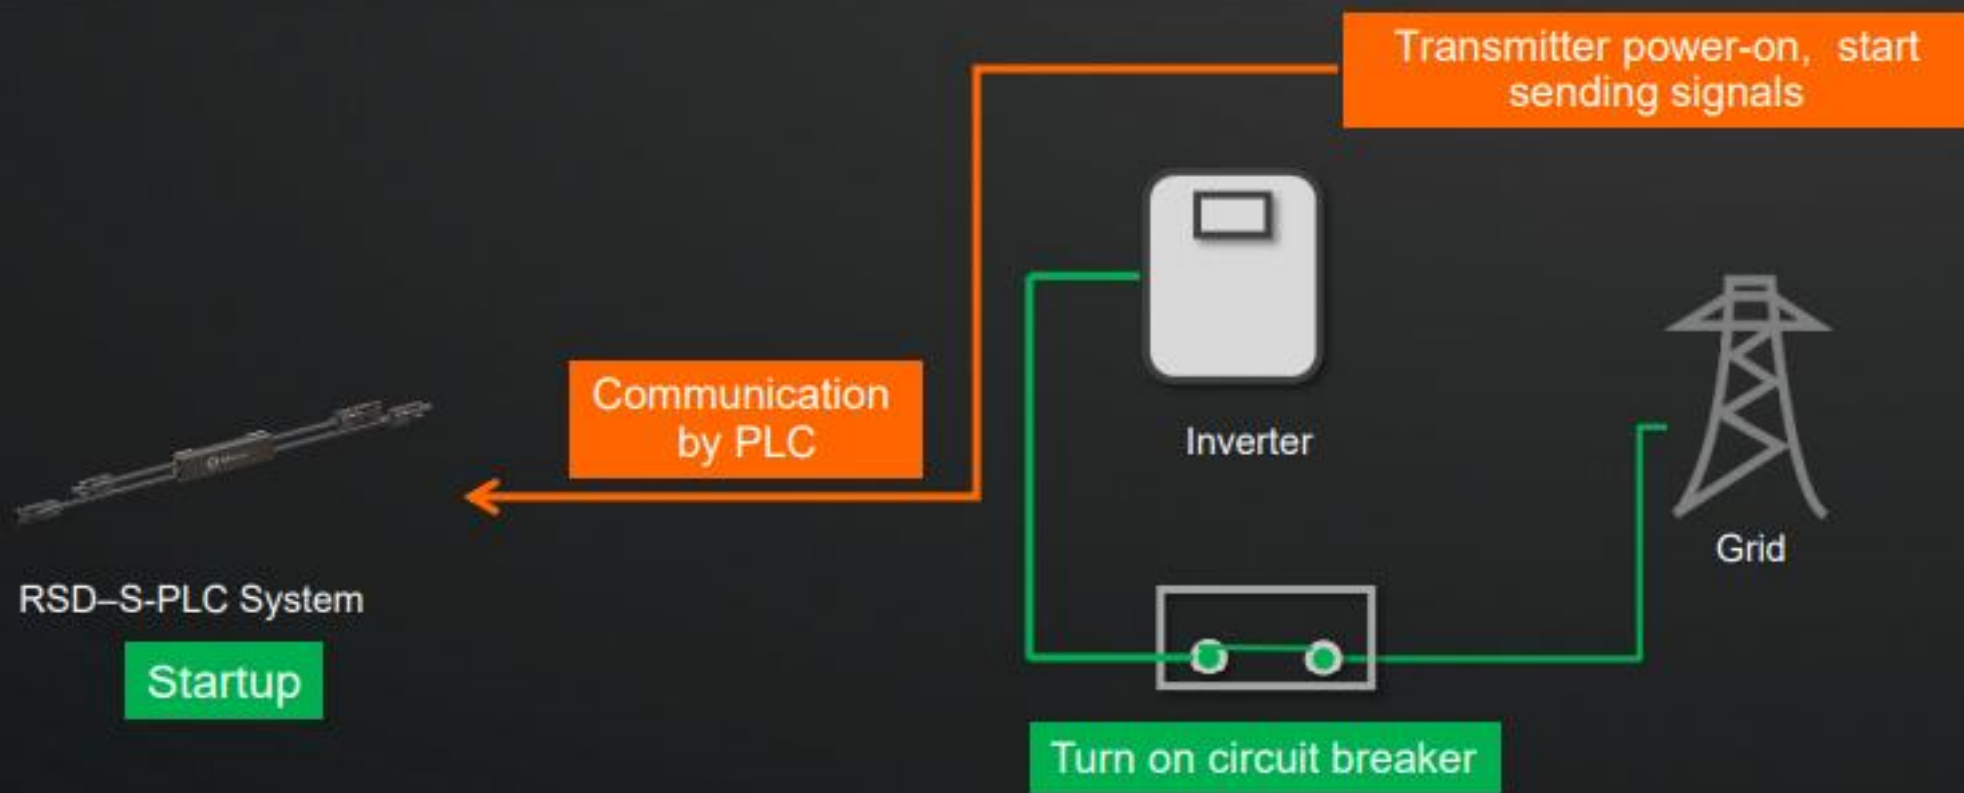 Transmitter power-on, start
sending signals
Communication
by PLC
Inverter
Grid
RSD–S-PLC System
Startup
Turn on circuit breaker